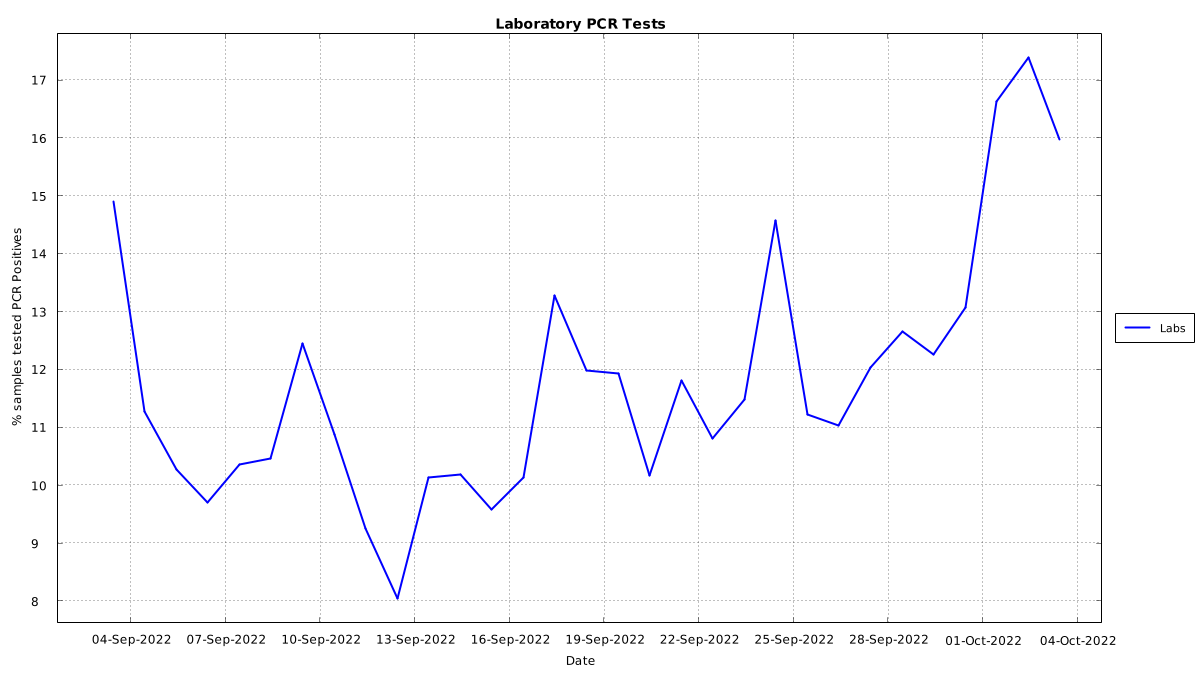 Laboratory PCR Tests
17
16
15
14
13
12
11
10
9
8
% samples tested PCR Positives
Labs
04-Sep-2022 07-Sep-2022 10-Sep-2022 13-Sep-2022 16-Sep-2022 19-Sep-2022 22-Sep-2022 25-Sep-2022 28-Sep-2022 01-Oct-2022 04-Oct-2022
Date